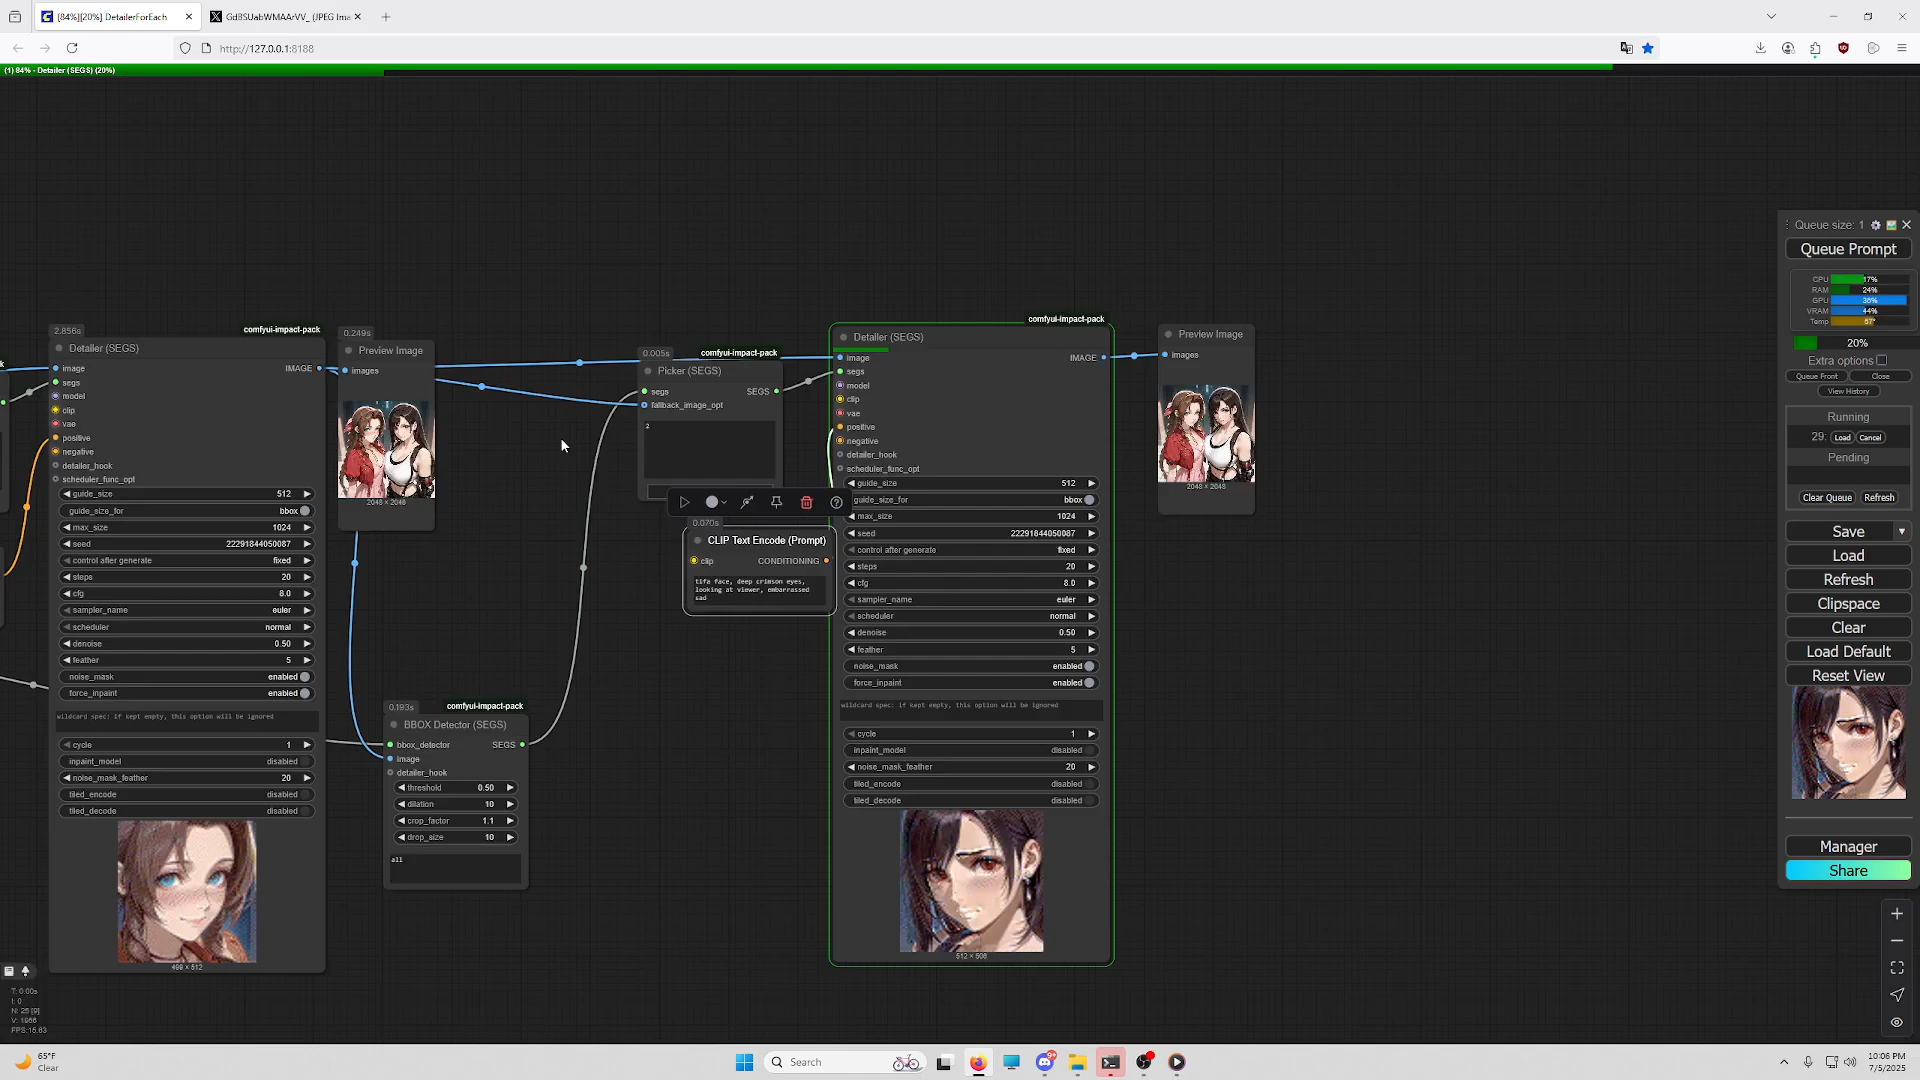 [84%][20%] DetailerForEach
GdBSUabWMAArVV_ (JPEG Ima
http://127.0.0.1:8188
(1) 84% - Detailer (SEGS) (20%)
2.856s
comfyui-impact-pack
Detailer (SEGS)
image
IMAGE
segs
model
clip
vae
positive
negative
detailer_hook
scheduler_func_opt
guide_size
512
guide_size_for
bbox
max_size
1024
seed
22291844050087
control after generate
fixed
steps
20
cfg
8.0
sampler_name
euler
scheduler
normal
denoise
0.50
feather
5
noise_mask
enabled
force_inpaint
enabled
wildcard spec: if kept empty, this option will be ignored
cycle
1
inpaint_model
disabled
noise_mask_feather
20
tiled_encode
disabled
tiled_decode
disabled
0.249s
Preview Image
images
2048 × 2048
0.193s
comfyui-impact-pack
BBOX Detector (SEGS)
bbox_detector
SEGS
image
detailer_hook
threshold
0.50
dilation
10
crop_factor
1.1
drop_size
10
all
0.005s
comfyui-impact-pack
Picker (SEGS)
segs
SEGS
fallback_image_opt
2
0.070s
CLIP Text Encode (Prompt)
clip
CONDITIONING
tifa face, deep crimson eyes,
looking at viewer, embarrassed
sad
comfyui-impact-pack
Detailer (SEGS)
image
IMAGE
segs
model
clip
vae
positive
negative
detailer_hook
scheduler_func_opt
guide_size
512
guide_size_for
bbox
max_size
1024
seed
22291844050087
control after generate
fixed
steps
20
cfg
8.0
sampler_name
euler
scheduler
normal
denoise
0.50
feather
5
noise_mask
enabled
force_inpaint
enabled
wildcard spec: if kept empty, this option will be ignored
cycle
1
inpaint_model
disabled
noise_mask_feather
20
tiled_encode
disabled
tiled_decode
disabled
Preview Image
images
2048 × 2048
Queue size: 1
Queue Prompt
CPU
17%
RAM
24%
GPU
36%
VRAM
44%
Temp
20%
Extra options
Queue Front
Close
View History
Running
29:
Load
Cancel
Pending
Clear Queue
Refresh
Save
Load
Refresh
Clipspace
Clear
Load Default
Reset View
Manager
Share
T: 0.00s
I: 0
65°F
Clear
Search
10:06 PM
7/5/2025